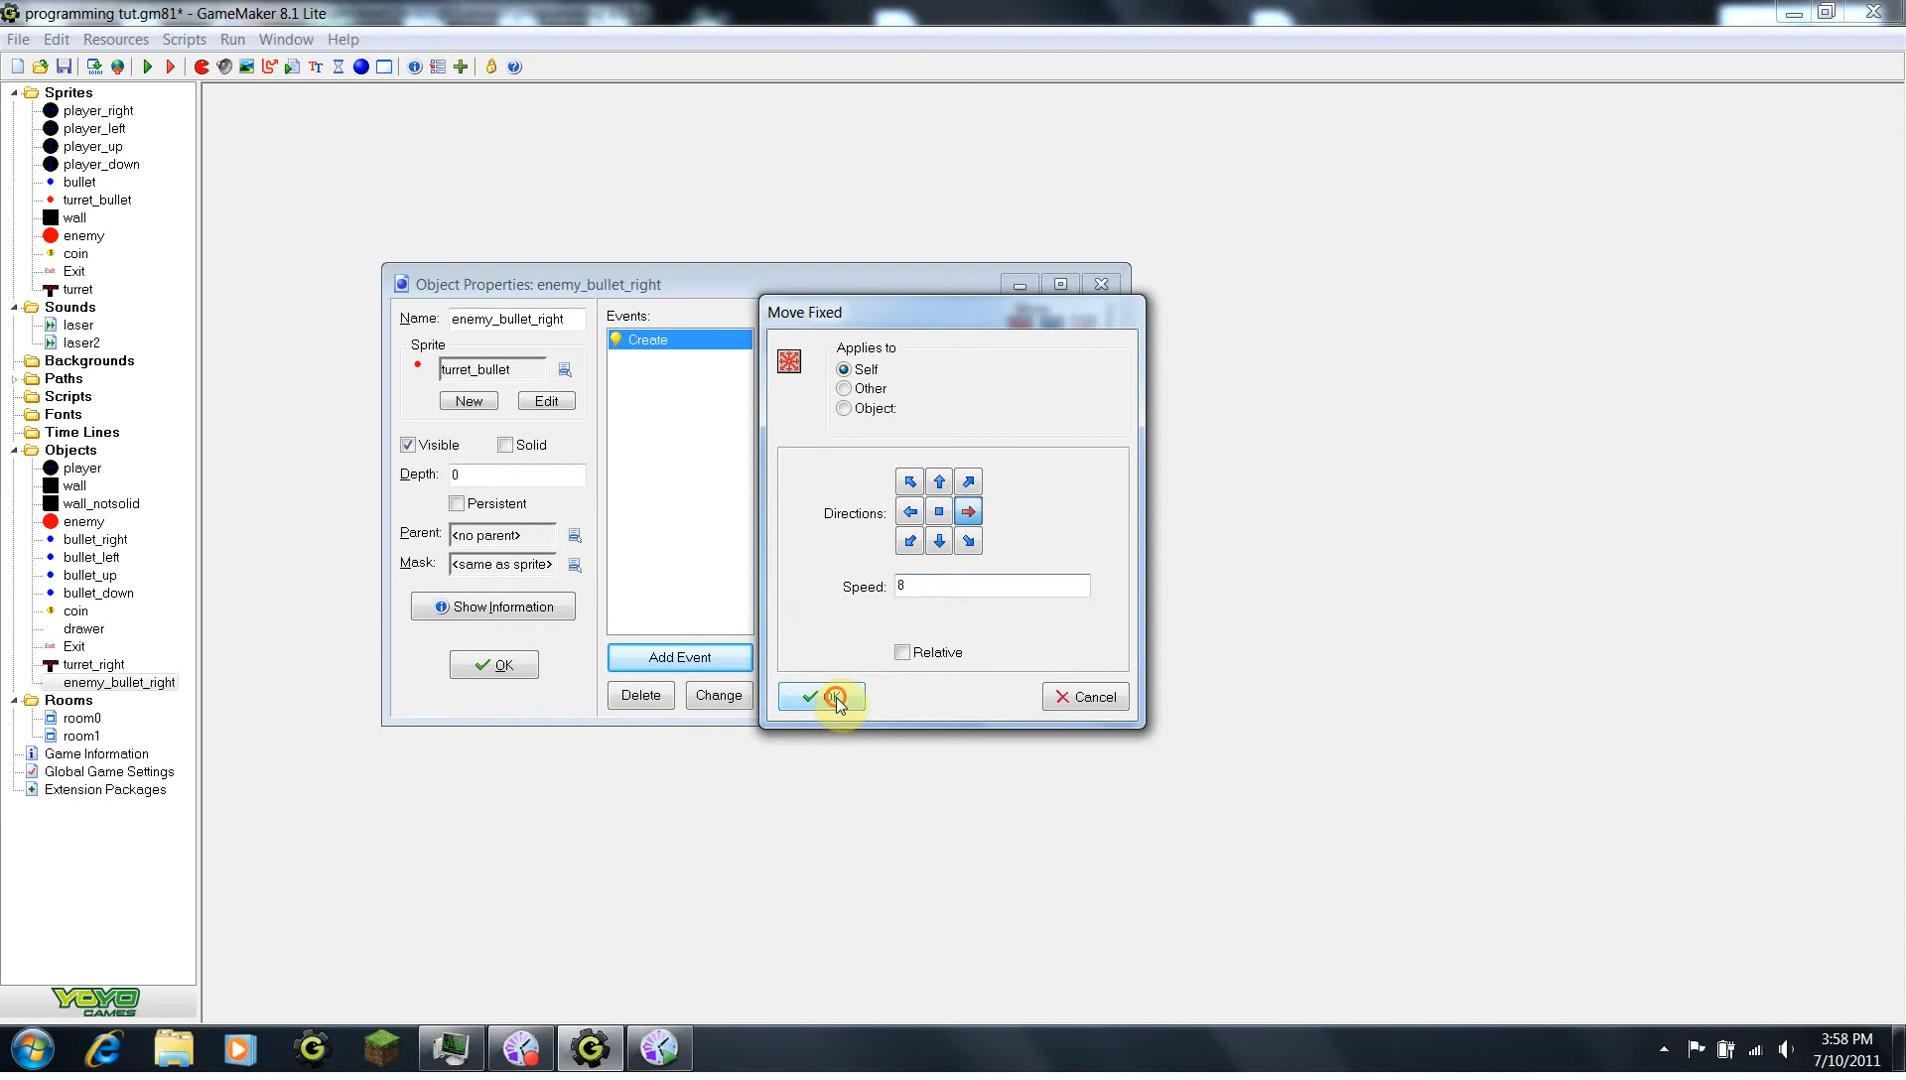 programming tut.gm81* - GameMaker 8.1 Lite
File Edit Resources Scripts Run Window Help
Sprites
player_right
player_left
player_up
player_down
bullet
turret_bullet
wall
enemy
coin
Exit
turret
Sounds
laser
laser2
Backgrounds
Paths
Scripts
Fonts
Time Lines
Objects
player
wall
wall_notsolid
enemy
bullet_right
bullet_left
bullet_up
bullet_down
coin
drawer
Exit
turret_right
enemy_bullet_right
Rooms
room0
room1
Game Information
Global Game Settings
Extension Packages
YOYO
GAMES
Object Properties: enemy_bullet_right
Name: enemy_bullet_right
Sprite
turret_bullet
New Edit
Visible Solid
Depth: 0
Persistent
Parent: <no parent>
Mask: <same as sprite>
Show Information
OK
Events:
Create
Add Event
Delete Change
Move Fixed
Applies to
Self
Other
Object:
Directions:
Speed: 8
Relative
OK Cancel
3:58 PM
7/10/2011